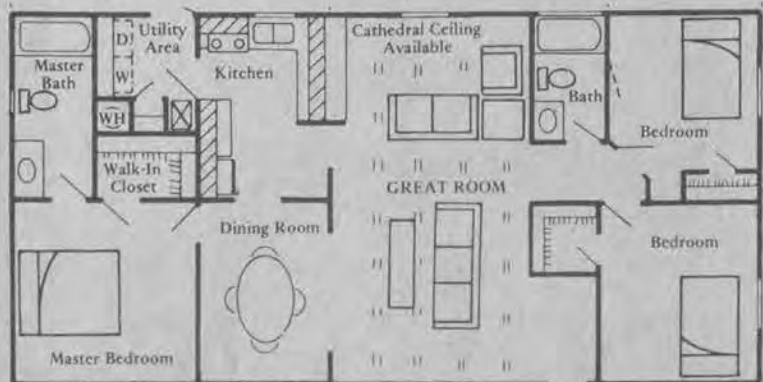 Master
Bath
D
W
Utility
Area
WH
Walk-In
Closet
Kitchen
Cathedral Ceiling
Available
Bath
Bedroom
GREAT ROOM
Dining Room
Bedroom
Master Bedroom